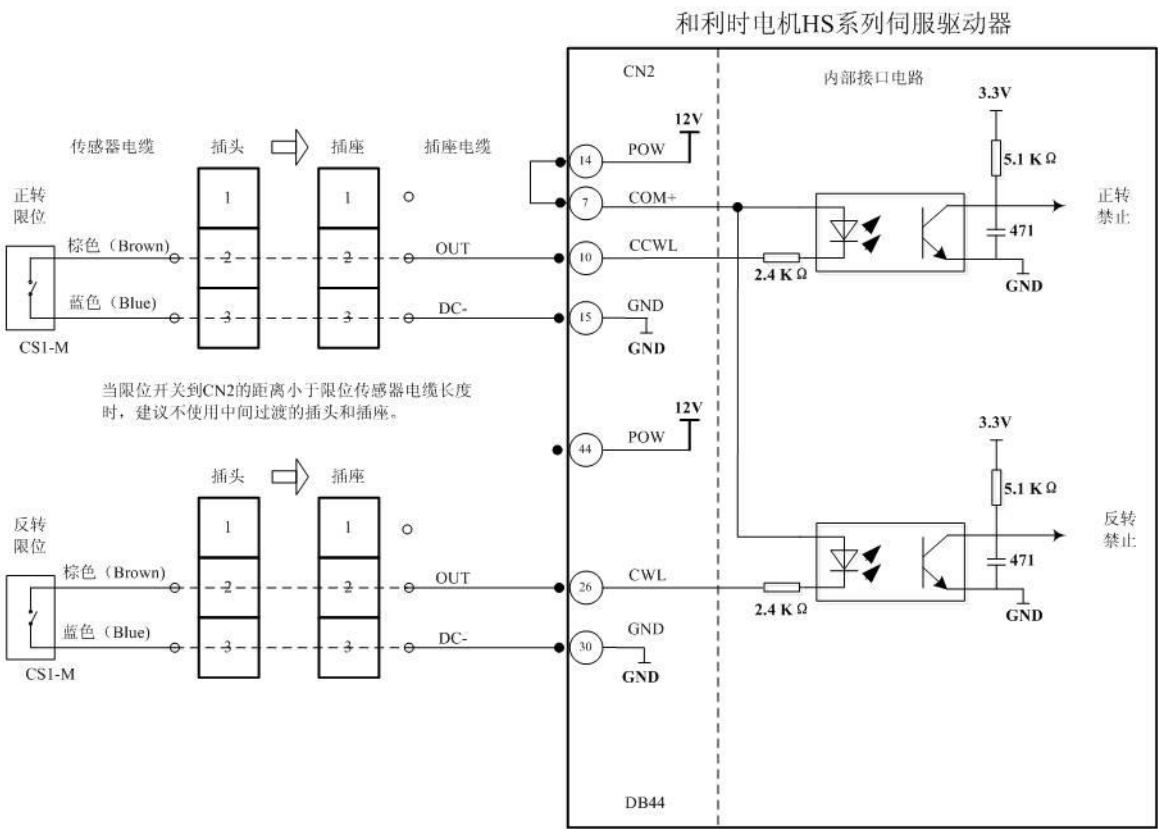 和利时电机HS系列伺服驱动器
CN2
内部接口电路
3.3V
12V
传感器电缆
插头
插座
插座电缆
14
POW
5.1 KΩ
正转
限位
1
1
7
COM+
正转
禁止
471
棕色（Brown)
2
2
OUT
10
CCWL
2.4 KΩ
GND
蓝色（Blue)
3
3
DC-
15
GND
GND
CS1-M
当限位开关到CN2的距离小于限位传感器电缆长度
时，建议不使用中间过渡的插头和插座。
12V
3.3V
44
POW
插头
插座
5.1 KΩ
反转
限位
1
1
反转
禁止
471
棕色（Brown)
2
2
OUT
26
CWL
2.4 KΩ
GND
蓝色（Blue)
3
3
DC-
30
GND
GND
CS1-M
DB44